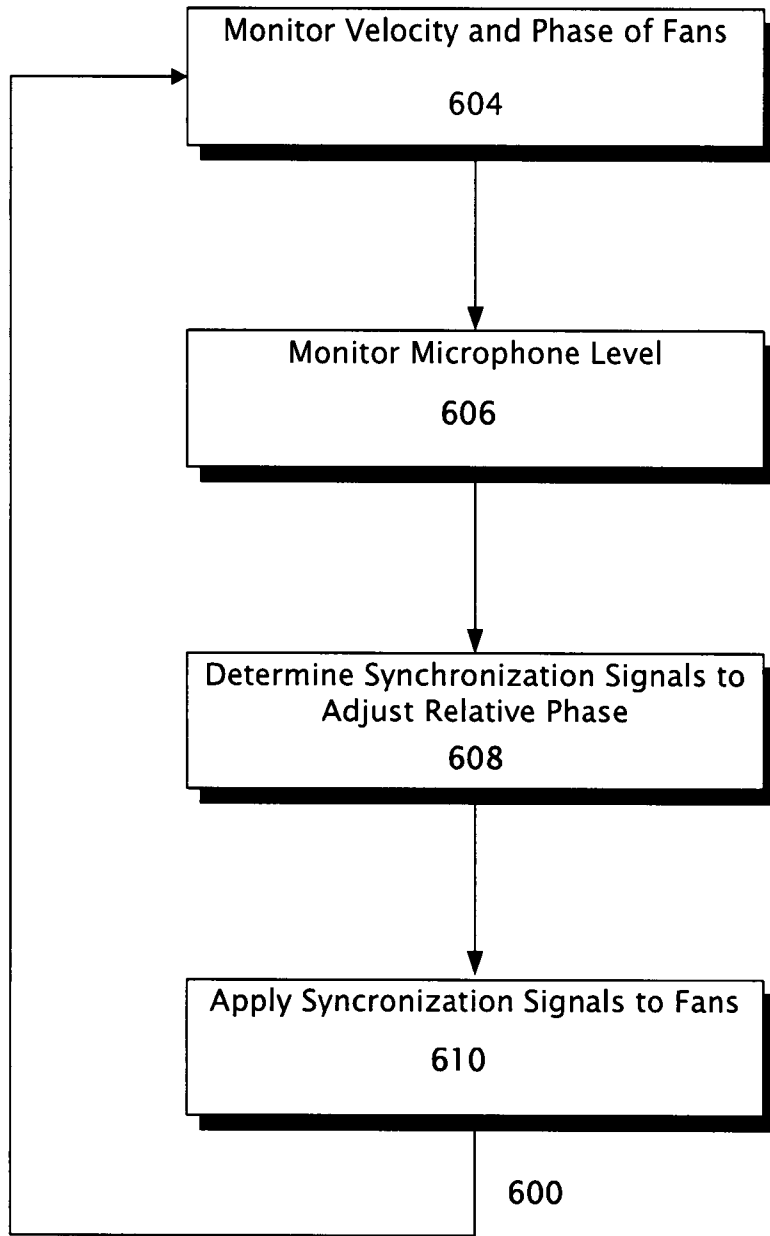 Monitor Velocity and Phase of Fans
604
Monitor Microphone Level
606
Determine Synchronization Signals to
Adjust Relative Phase
608
Apply Syncronization Signals to Fans
610
600